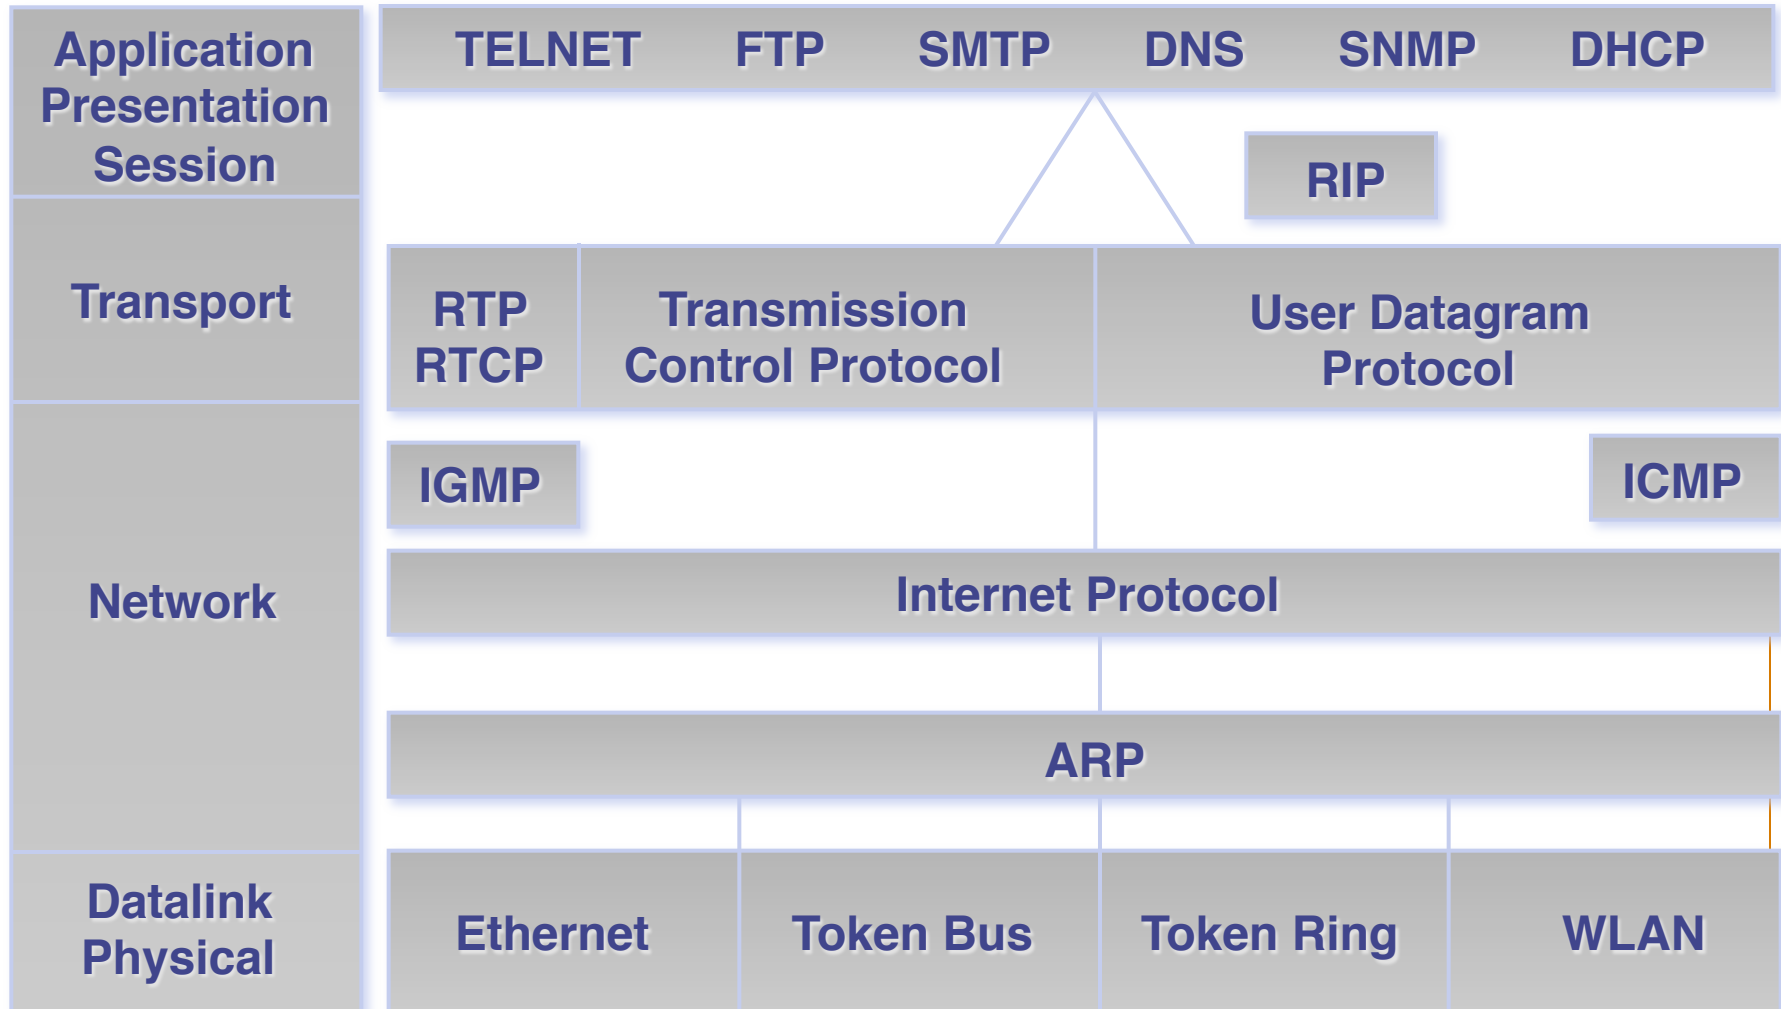 Application
Presentation
Session
TELNET FTP SMTP DNS SNMP DHCP
RIP
Transport
RTP
RTCP
Transmission
Control Protocol
User Datagram
Protocol
Network
IGMP
ICMP
Internet Protocol
ARP
Datalink
Physical
Ethernet
Token Bus
Token Ring
WLAN